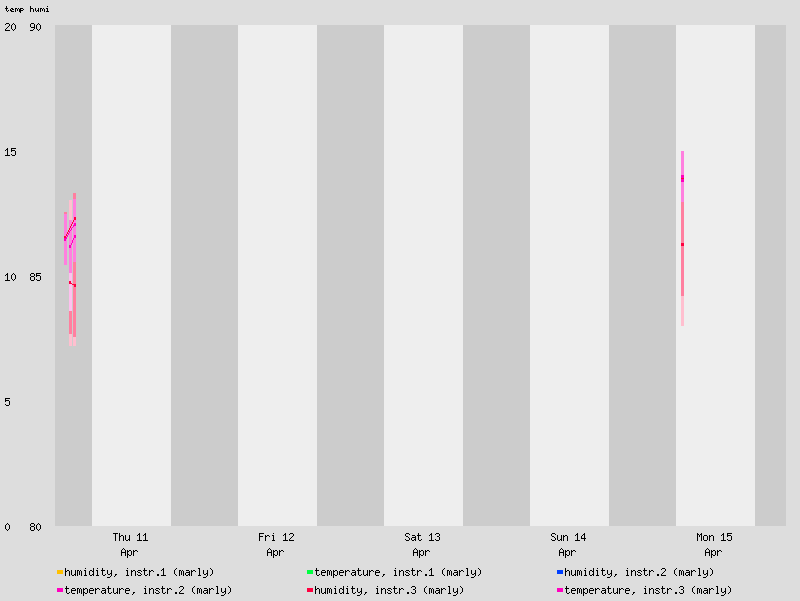 temp humi
20 90
15
10 85
5
0 80
Thu 11 Fri 12 Sat 13 Sun 14 Mon 15
Apr Apr Apr Apr Apr
humidity, instr.1 (marly) temperature, instr.1 (marly) humidity, instr.2 (marly)
temperature, instr.2 (marly) humidity, instr.3 (marly) temperature, instr.3 (marly)